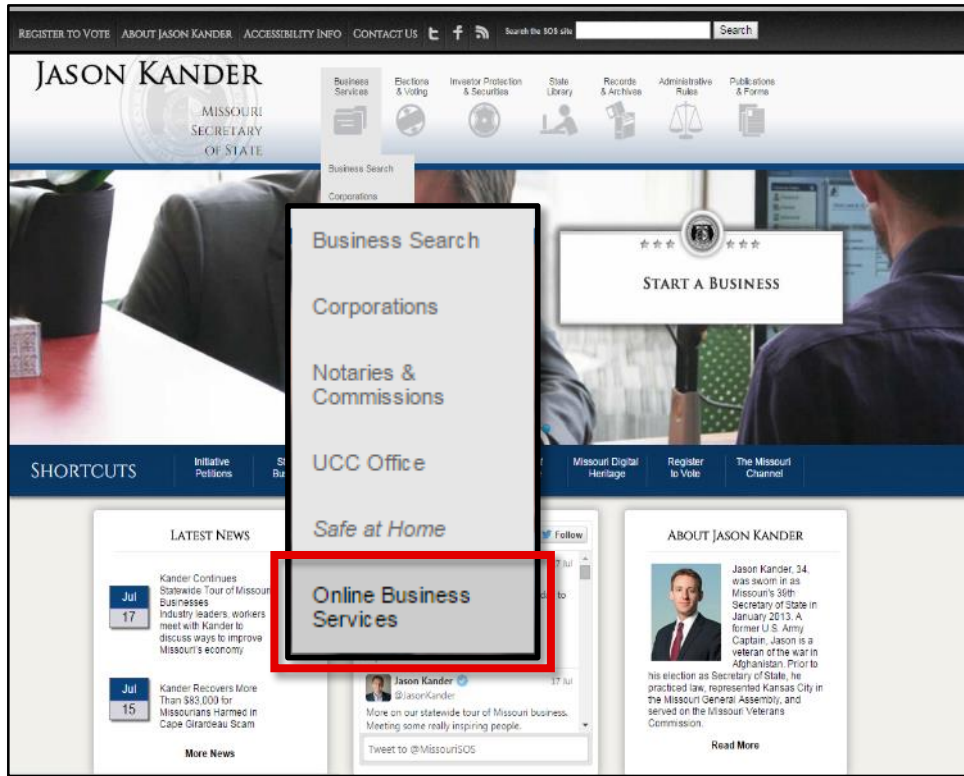 REGISTER TO VOTE ABOUT JASON KANDER ACCESSIBILITY INFO CONTACT US Search the SOS site Search
JASON KANDER
MISSOURI
SECRETARY
OF STATE
Business
Services
Elections
& Voting
Investor Protection
& Securities
State
Library
Records
& Archives
Administrative
Rules
Publications
& Forms
Business Search
Corporations
Business Search
Corporations
Notaries &
Commissions
UCC Office
Safe at Home
Online Business
Services
START A BUSINESS
SHORTCUTS
Initiative
Petitions
Missouri Digital
Heritage
Register
to Vote
The Missouri
Channel
LATEST NEWS
Jul
17
Kander Continues
Statewide Tour of Missouri
Businesses
Industry leaders, workers
meet with Kander to
discuss ways to improve
Missouri's economy
Jul
15
Kander Recovers More
Than $83,000 for
Missourians Harmed in
Cape Girardeau Scam
More News
Follow
17 Jul
Jason Kander
@JasonKander
17 Jul
More on our statewide tour of Missouri business.
Meeting some really inspiring people.
Tweet to @MissouriSOS
ABOUT JASON KANDER
Jason Kander, 34,
was sworn in as
Missouri's 39th
Secretary of State in
January 2013. A
former U.S. Army
Captain, Jason is a
veteran of the war in
Afghanistan. Prior to
his election as Secretary of State, he
practiced law, represented Kansas City in
the Missouri General Assembly, and
served on the Missouri Veterans
Commission.
Read More